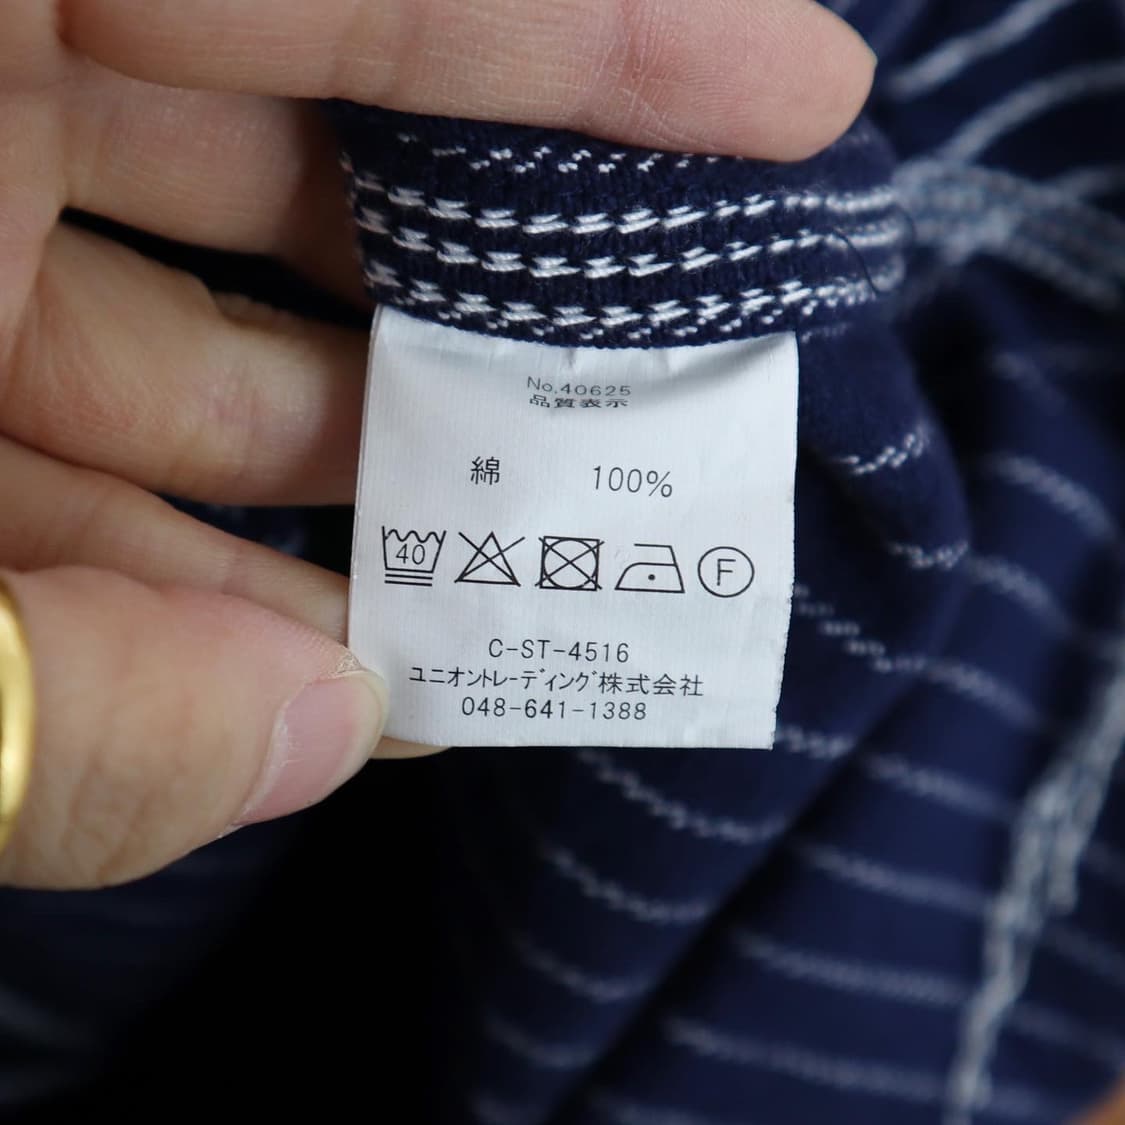 No.40625
品質表示
綿 100%
40 F
C-ST-4516
ユニオントレーディング株式会社
048-641-1388